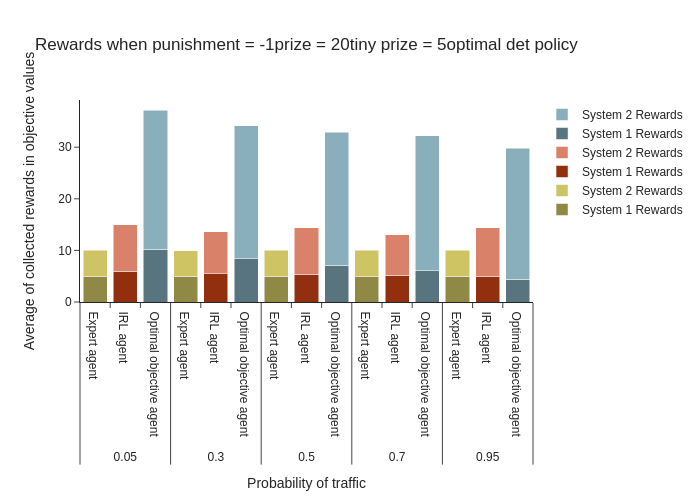 Rewards when punishment = -1prize = 20tiny prize = 5optimal det policy
Average of collected rewards in objective values
30
20
10
0
System 2 Rewards
System 1 Rewards
System 2 Rewards
System 1 Rewards
System 2 Rewards
System 1 Rewards
Expert agent
IRL agent
Optimal objective agent
Expert agent
IRL agent
Optimal objective agent
Expert agent
IRL agent
Optimal objective agent
Expert agent
IRL agent
Optimal objective agent
Expert agent
IRL agent
Optimal objective agent
0.05
0.3
0.5
0.7
0.95
Probability of traffic